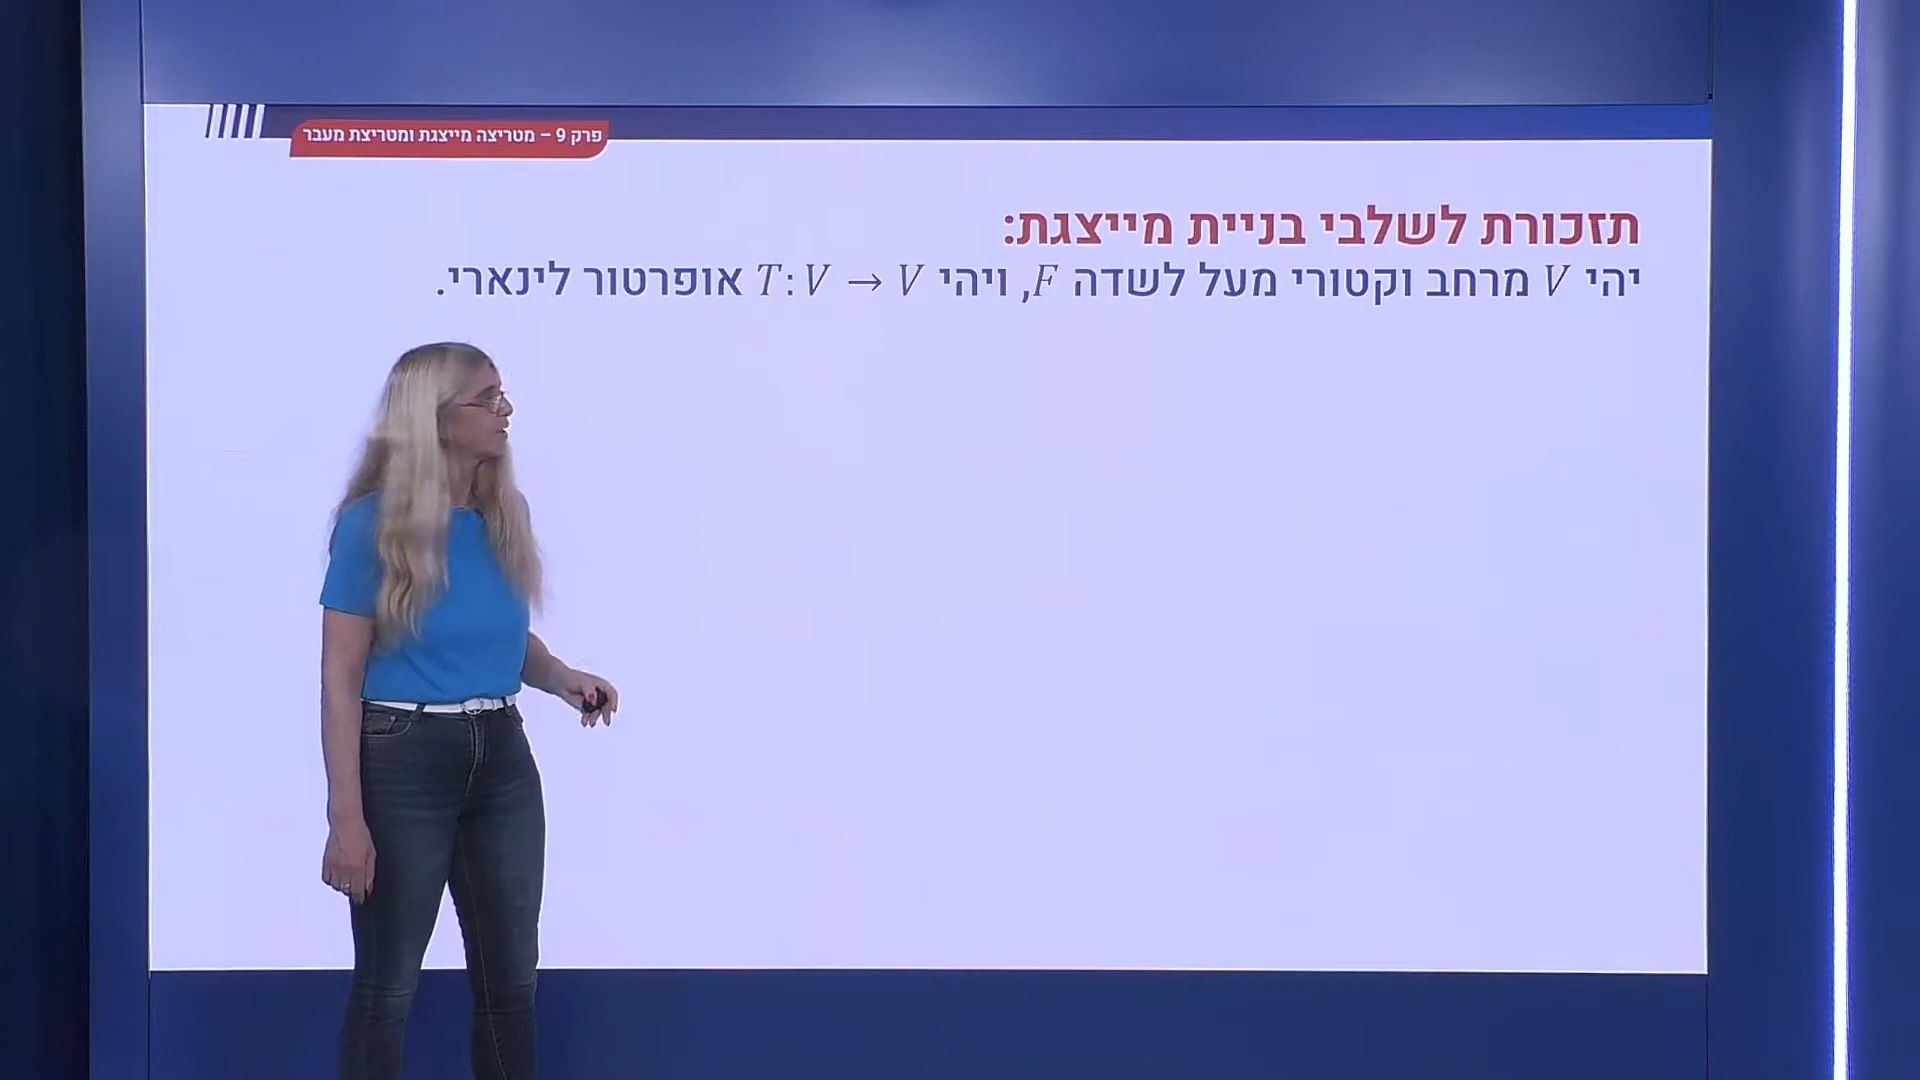 פרק 9 – מטריצה מייצגת ומטריצת מעבר
תזכורת לשלבי בניית מייצגת:
יהי V מרחב וקטורי מעל לשדה F, ויהי T: V → V אופרטור לינארי.